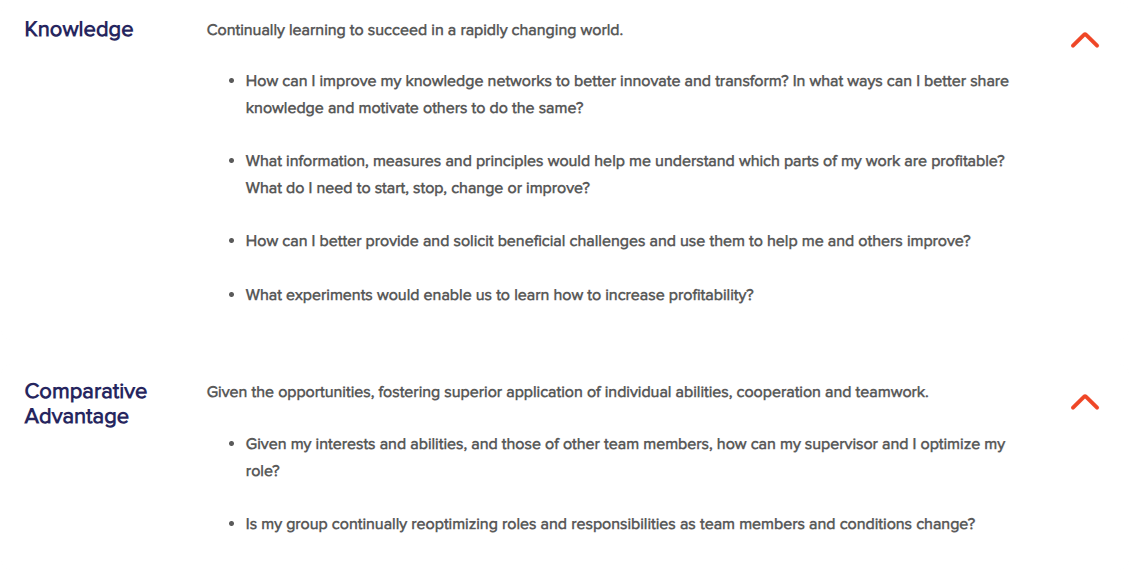 Knowledge
Continually learning to succeed in a rapidly changing world.
• How can I improve my knowledge networks to better innovate and transform? In what ways can I better share
knowledge and motivate others to do the same?
• What information, measures and principles would help me understand which parts of my work are profitable?
What do I need to start, stop, change or improve?
• How can I better provide and solicit beneficial challenges and use them to help me and others improve?
• What experiments would enable us to learn how to increase profitability?
Comparative
Advantage
Given the opportunities, fostering superior application of individual abilities, cooperation and teamwork.
• Given my interests and abilities, and those of other team members, how can my supervisor and I optimize my
role?
• Is my group continually reoptimizing roles and responsibilities as team members and conditions change?